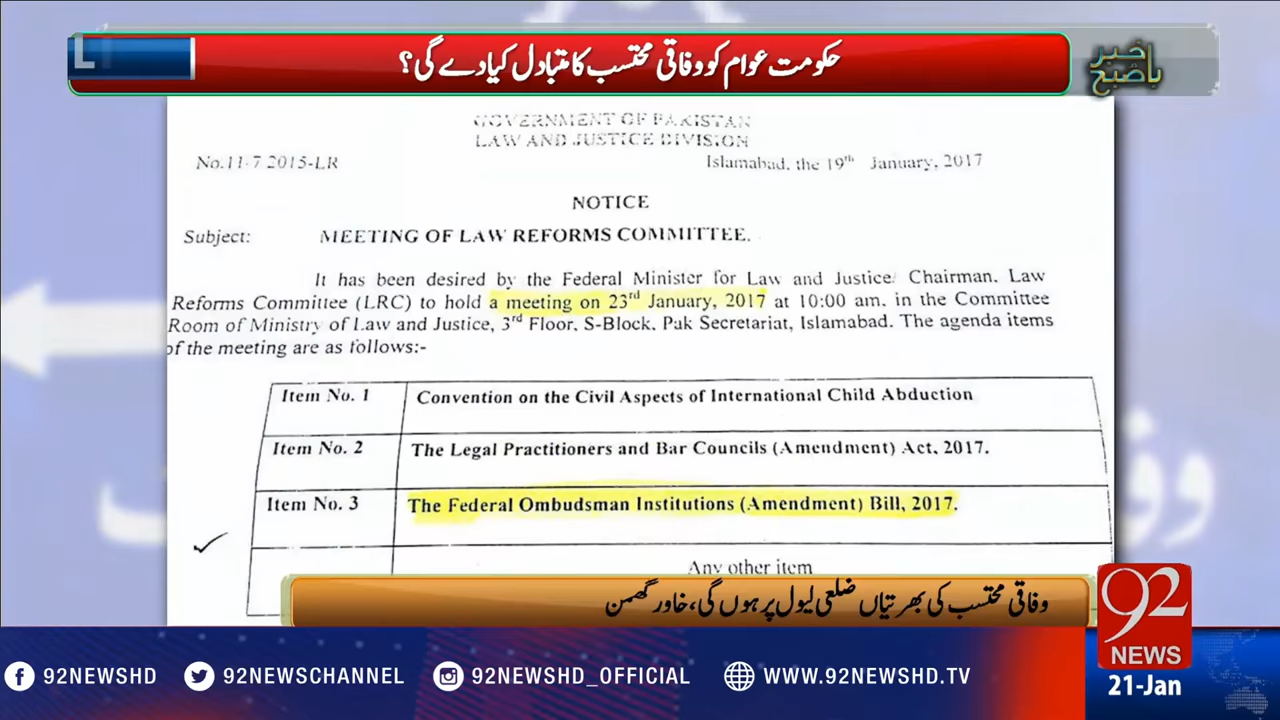 L
حکومت عوام کو وفاقی محتسب کا متبادل کیا دے گی؟
باخبر صبح
GOVERNMENT OF PAKISTAN
LAW AND JUSTICE DIVISION
No.11-7 2015-LR
Islamabad, the 19th January, 2017
NOTICE
Subject: MEETING OF LAW REFORMS COMMITTEE.
It has been desired by the Federal Minister for Law and Justice/ Chairman, Law
Reforms Committee (LRC) to hold a meeting on 23rd January, 2017 at 10:00 am. in the Committee
Room of Ministry of Law and Justice, 3rd Floor, S-Block, Pak Secretariat, Islamabad. The agenda items
of the meeting are as follows:-
Item No. 1 Convention on the Civil Aspects of International Child Abduction
Item No. 2 The Legal Practitioners and Bar Councils (Amendment) Act, 2017.
Item No. 3 The Federal Ombudsman Institutions (Amendment) Bill, 2017.
Any other item
وفاقی محتسب کی بھرتیاں ضلعی لیول پر ہوں گی، خاور گھمن
92
NEWS
21-Jan
92NEWSHD
92NEWSCHANNEL
92NEWSHD_OFFICIAL
WWW.92NEWSHD.TV